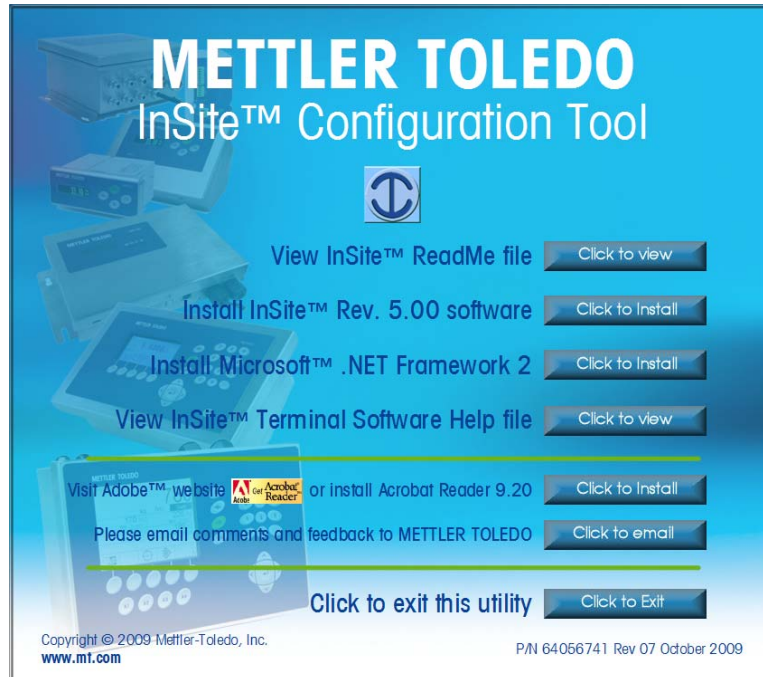 METTLER TOLEDO
InSite™ Configuration Tool
View InSite™ ReadMe file Click to view
Install InSite™ Rev. 5.00 software Click to Install
Install Microsoft™ .NET Framework 2 Click to Install
View InSite™ Terminal Software Help file Click to view
METTLER TOLEDO
Visit Adobe™ website Adobe Get Acrobat Reader or install Acrobat Reader 9.20 Click to Install
Please email comments and feedback to METTLER TOLEDO Click to email
Click to exit this utility Click to Exit
Copyright © 2009 Mettler-Toledo, Inc.
www.mt.com
P/N 64056741 Rev 07 October 2009